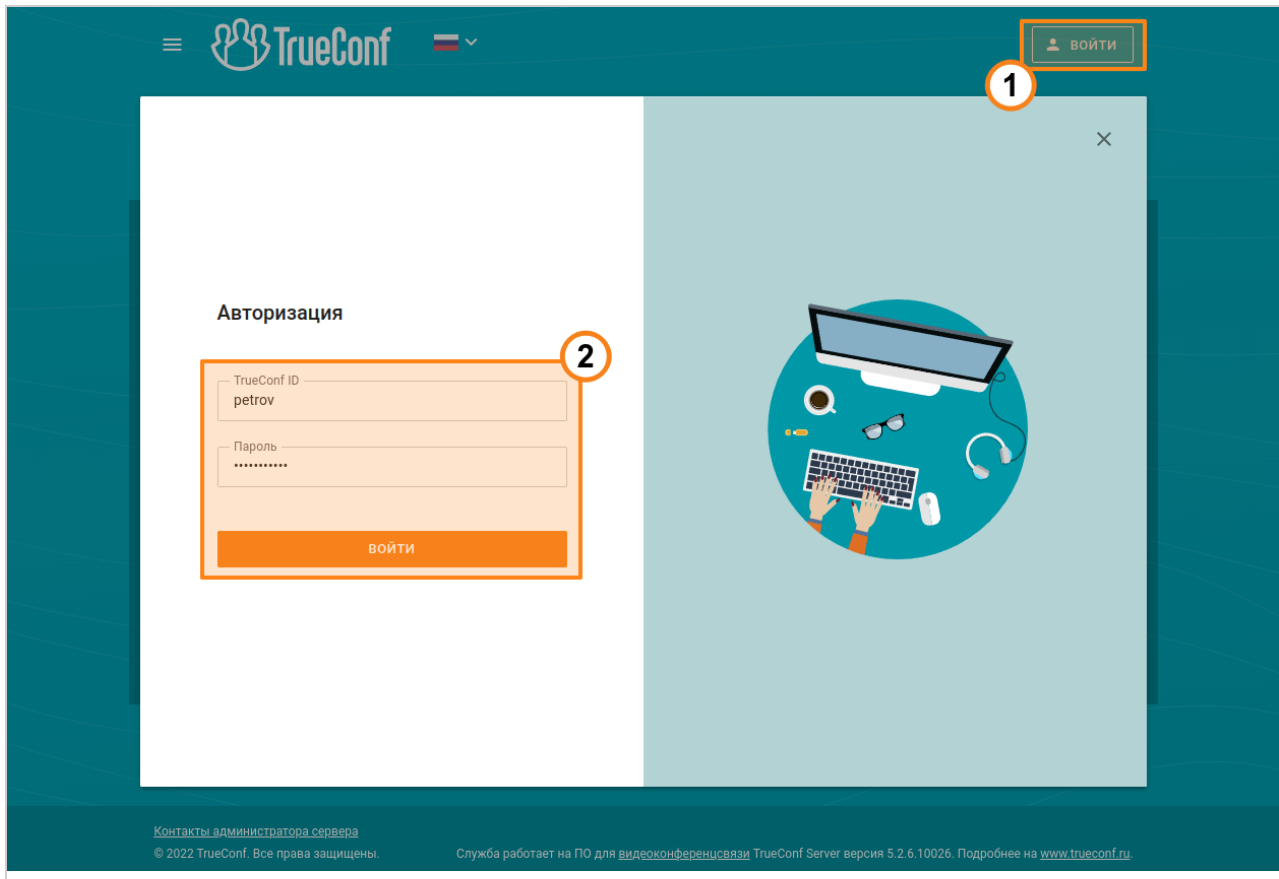 TrueConf
ВОЙТИ
1
Авторизация
2
TrueConf ID
petrov
Пароль
•••••••••••
ВОЙТИ
Контакты администратора сервера
© 2022 TrueConf. Все права защищены.
Служба работает на ПО для видеоконференцсвязи TrueConf Server версия 5.2.6.10026. Подробнее на www.trueconf.ru.